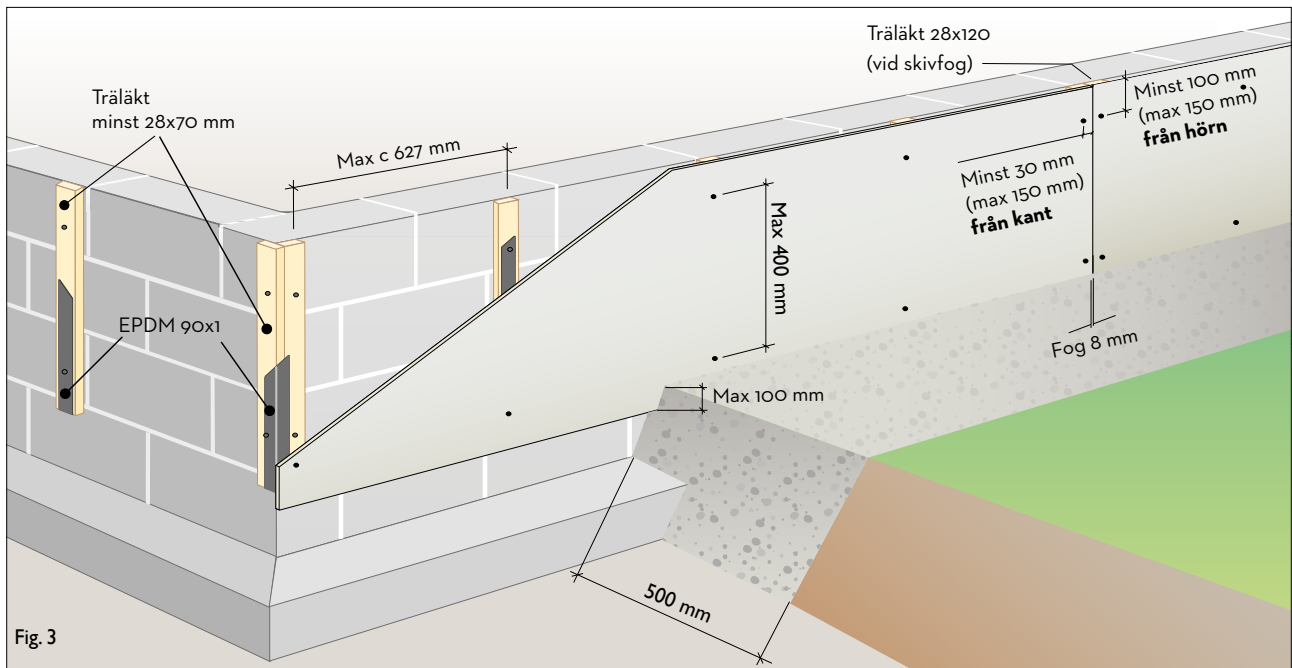 Träläkt 28x120
(vid skivfog)
Träläkt
minst 28x70 mm
Max c 627 mm
Minst 100 mm
(max 150 mm)
från hörn
Minst 30 mm
(max 150 mm)
från kant
Max 400 mm
EPDM 90x1
Fog 8 mm
Max 100 mm
500 mm
Fig. 3